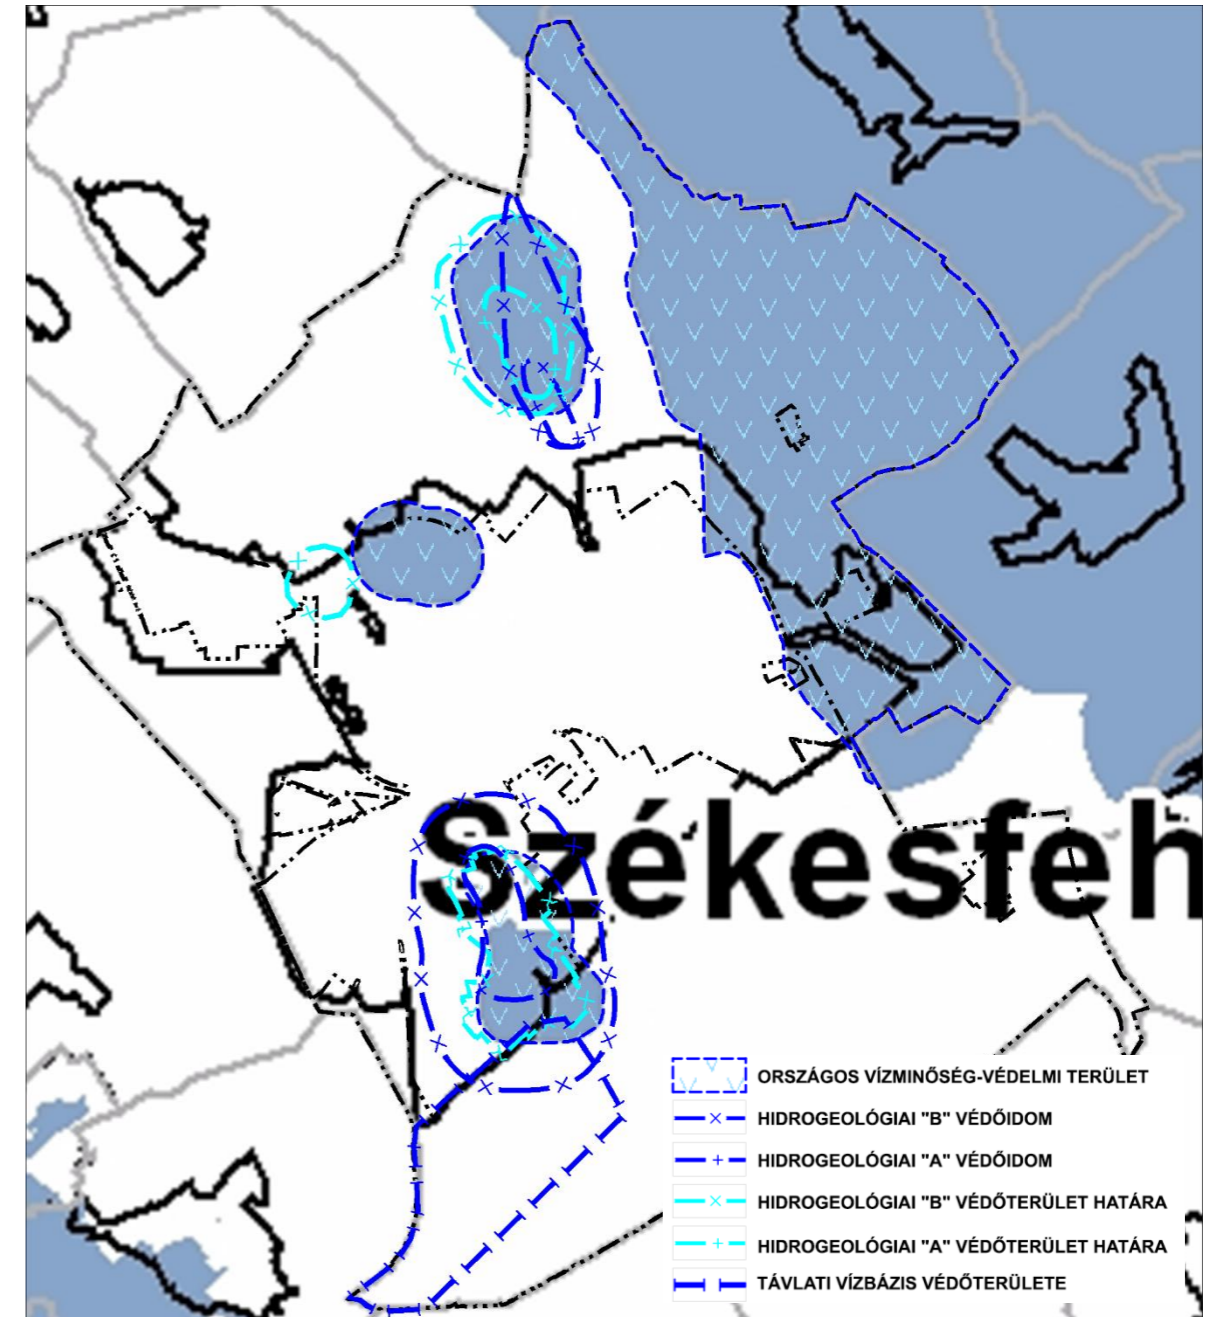 Székesfeh
ORSZÁGOS VÍZMINŐSÉG-VÉDELMI TERÜLET
HIDROGEOLÓGIAI "B" VÉDŐIDOM
HIDROGEOLÓGIAI "A" VÉDŐIDOM
HIDROGEOLÓGIAI "B" VÉDŐTERÜLET HATÁRA
HIDROGEOLÓGIAI "A" VÉDŐTERÜLET HATÁRA
TÁVLATI VÍZBÁZIS VÉDŐTERÜLETE